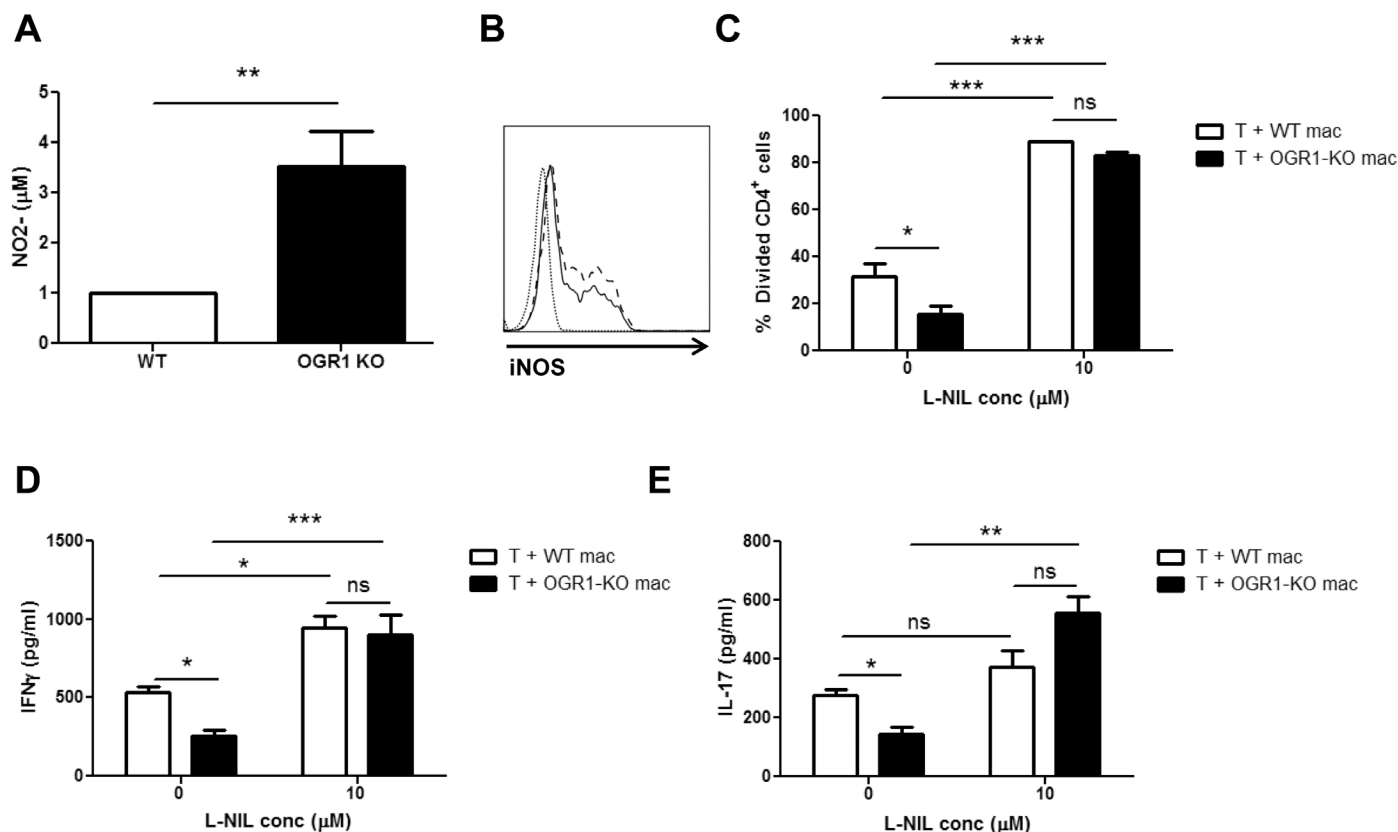 A
**
NO2- (µM)
5
4
3
2
1
0
WT
OGR1 KO
B
iNOS
C
***
***
ns
*
% Divided CD4+ cells
100
80
60
40
20
0
0
10
L-NIL conc (µM)
T + WT mac
T + OGR1-KO mac
D
***
*
ns
*
IFNγ (pg/ml)
1500
1000
500
0
0
10
L-NIL conc (µM)
T + WT mac
T + OGR1-KO mac
E
**
ns
ns
*
IL-17 (pg/ml)
800
600
400
200
0
0
10
L-NIL conc (µM)
T + WT mac
T + OGR1-KO mac